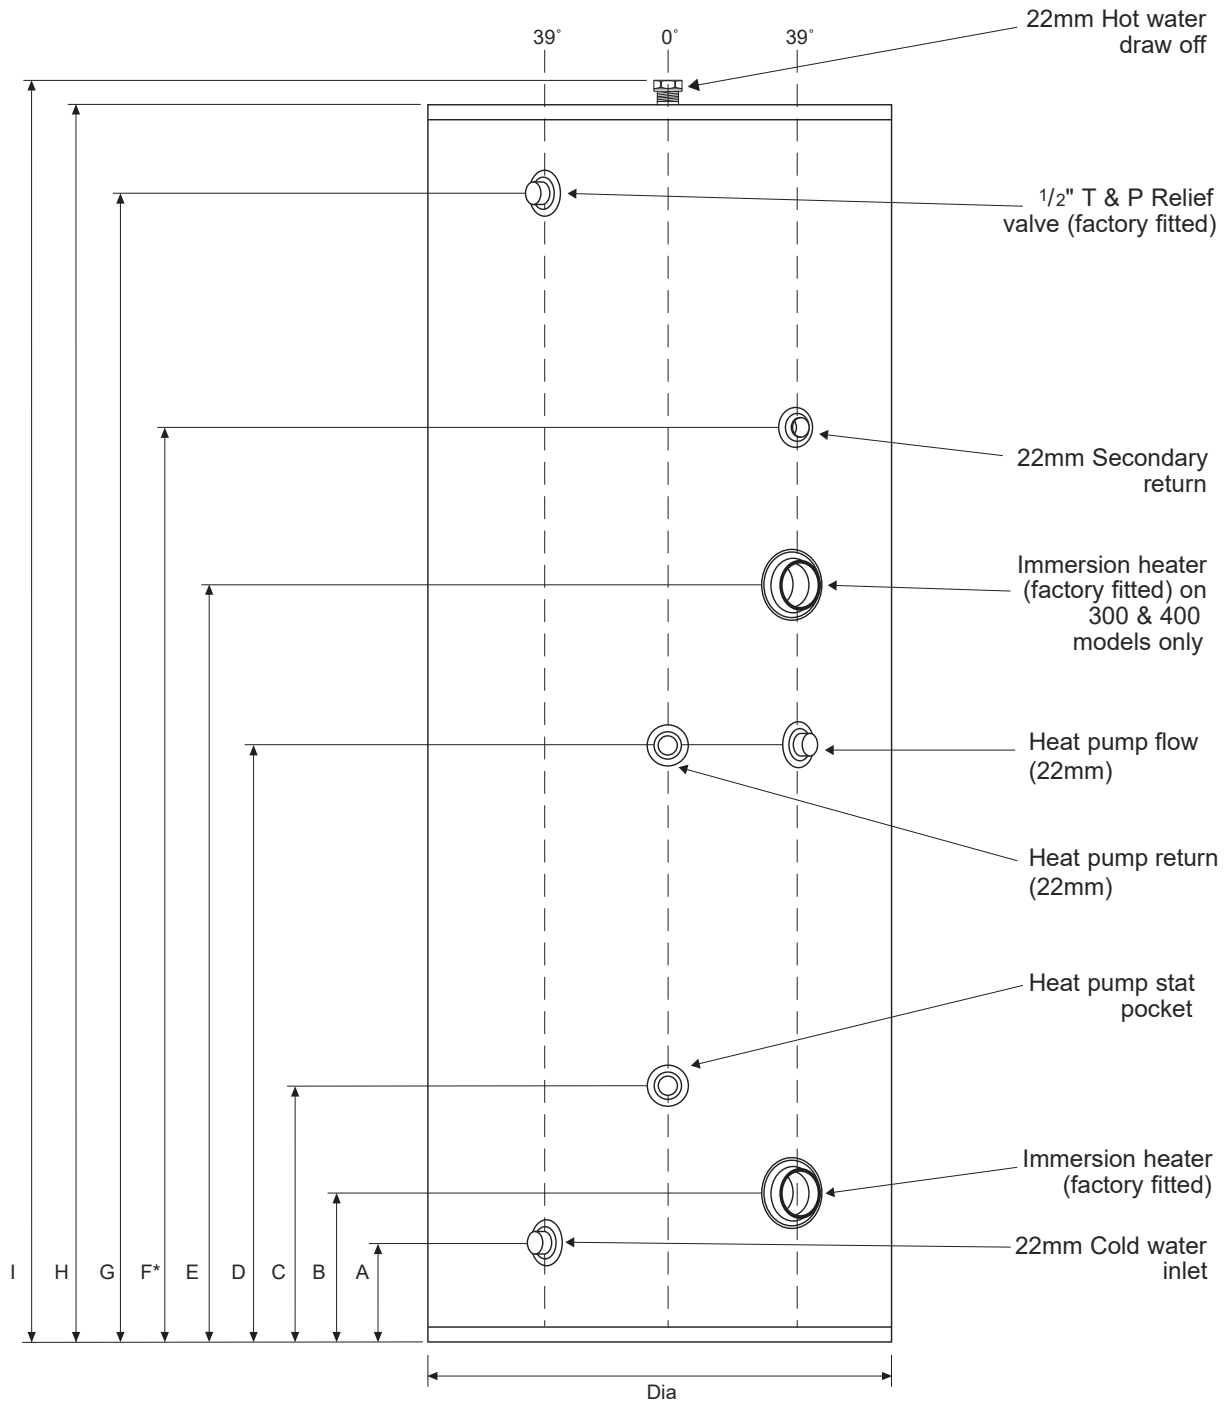 22mm Hot water
draw off
39° 0° 39°
1/2" T & P Relief
valve (factory fitted)
22mm Secondary
return
Immersion heater
(factory fitted) on
300 & 400
models only
Heat pump flow
(22mm)
Heat pump return
(22mm)
Heat pump stat
pocket
Immersion heater
(factory fitted)
22mm Cold water
inlet
I H G F* E D C B A
Dia